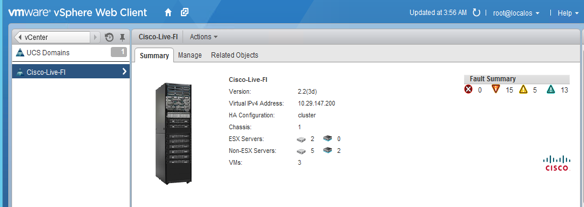 vmware® vSphere Web Client
Updated at 3:56 AM
root@localos
Help
vCenter
Cisco-Live-FI Actions
UCS Domains 1
Summary Manage Related Objects
Cisco-Live-FI
Cisco-Live-FI
Fault Summary
0 15 5 13
Version: 2.2(3d)
Virtual IPv4 Address: 10.29.147.200
HA Configuration: cluster
Chassis: 1
ESX Servers: 2 0
Non-ESX Servers: 5 2
VMs: 3
CISCO